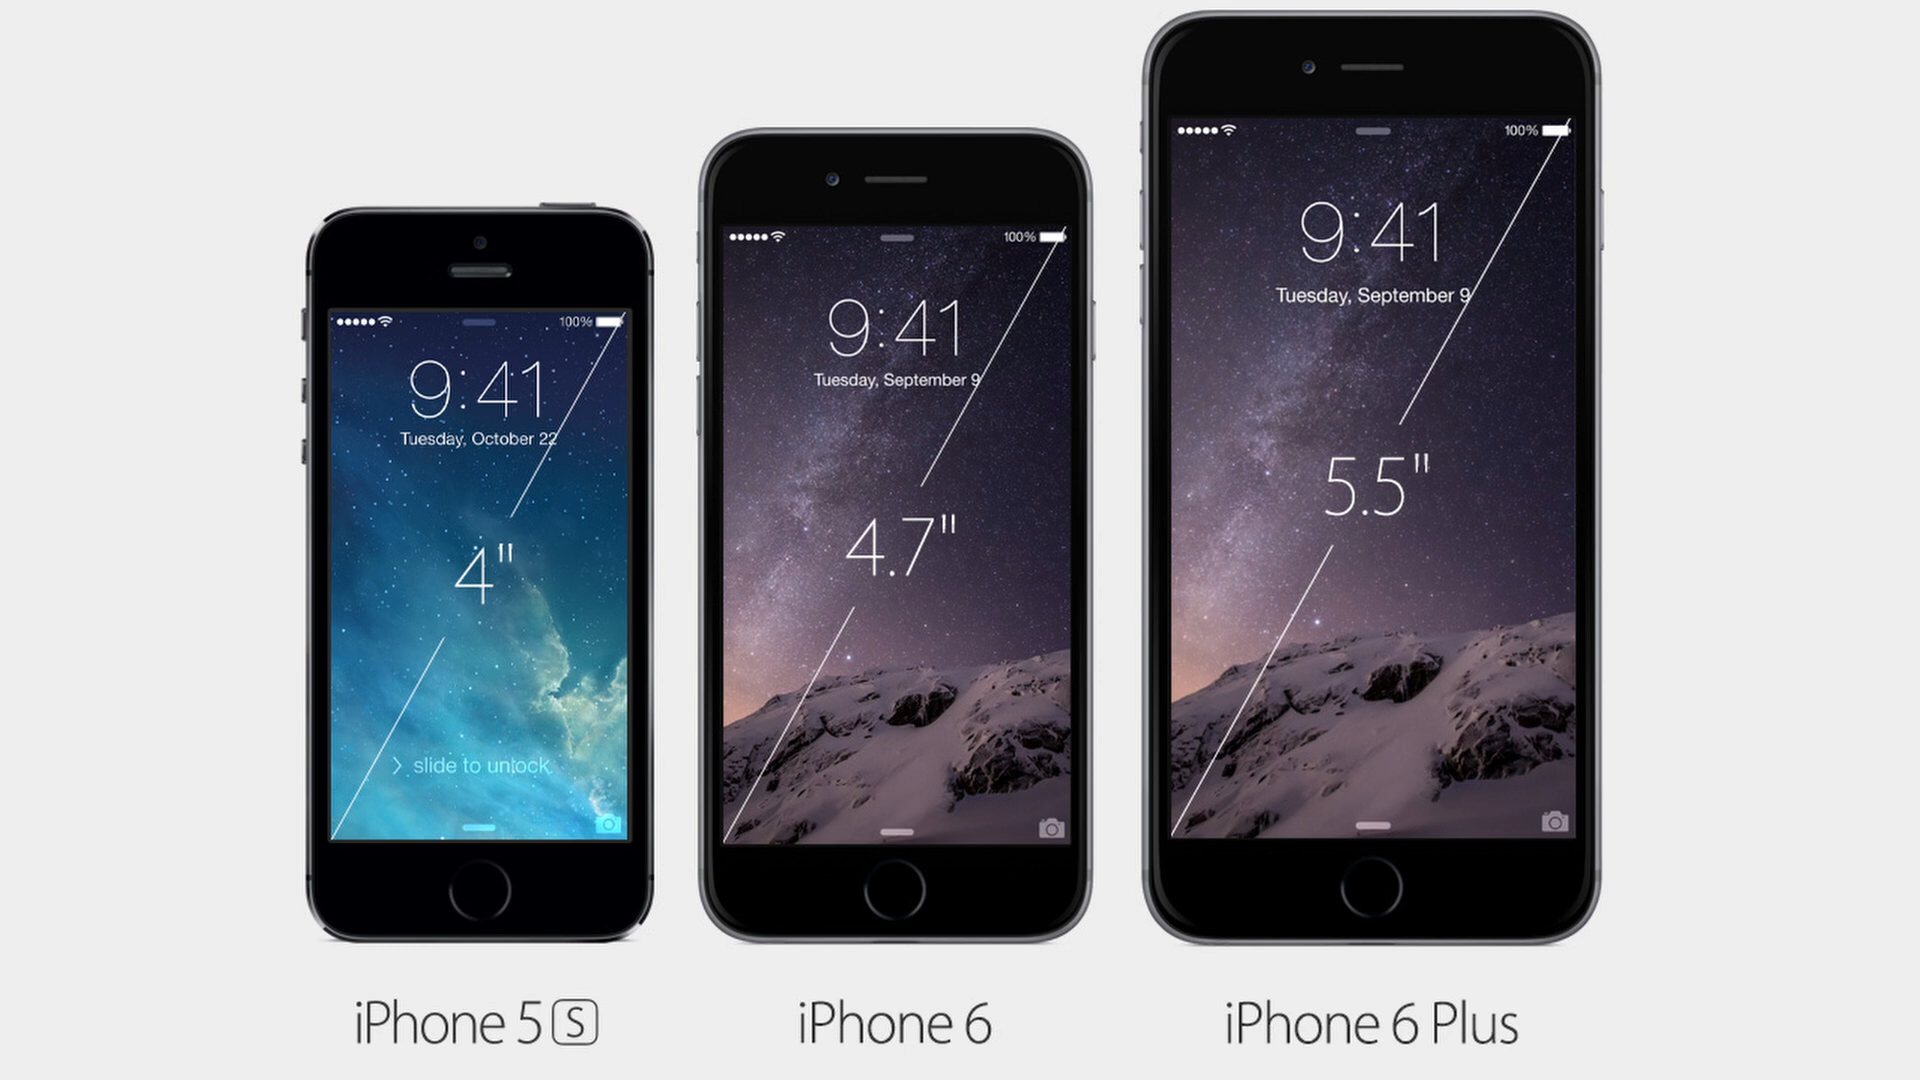 100%
9:41
Tuesday, October 22
4"
slide to unlock
iPhone 5S
100%
9:41
Tuesday, September 9
4.7"
iPhone 6
100%
9:41
Tuesday, September 9
5.5"
iPhone 6 Plus